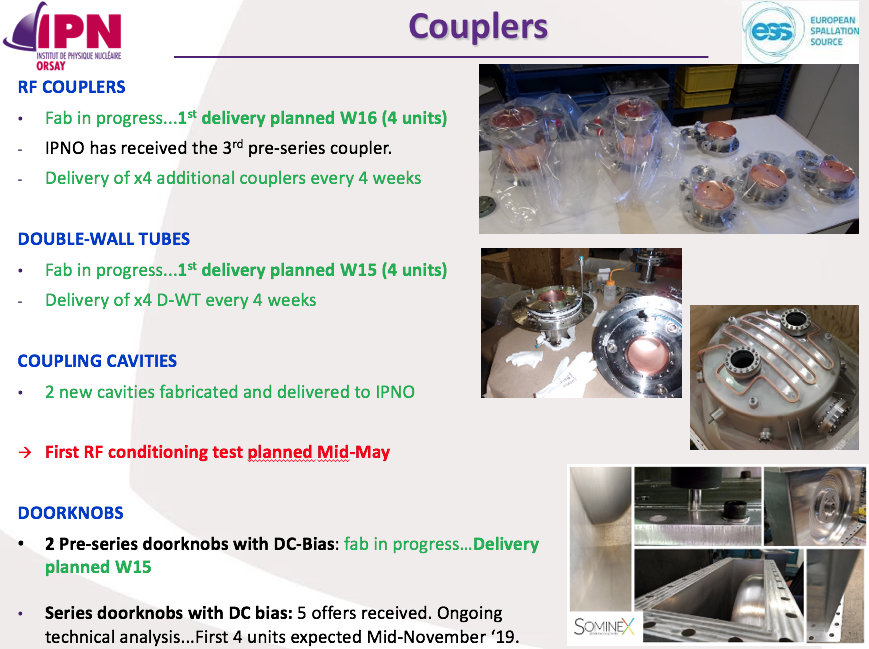 IPN
INSTITUT DE PHYSIQUE NUCLÉAIRE
ORSAY
Couplers
ess
EUROPEAN
SPALLATION
SOURCE
RF COUPLERS
• Fab in progress...1st delivery planned W16 (4 units)
- IPNO has received the 3rd pre-series coupler.
- Delivery of x4 additional couplers every 4 weeks
DOUBLE-WALL TUBES
• Fab in progress...1st delivery planned W15 (4 units)
- Delivery of x4 D-WT every 4 weeks
COUPLING CAVITIES
• 2 new cavities fabricated and delivered to IPNO
→ First RF conditioning test planned Mid-May
DOORKNOBS
• 2 Pre-series doorknobs with DC-Bias: fab in progress...Delivery
planned W15
• Series doorknobs with DC bias: 5 offers received. Ongoing
technical analysis...First 4 units expected Mid-November ‘19.
SOMINEX